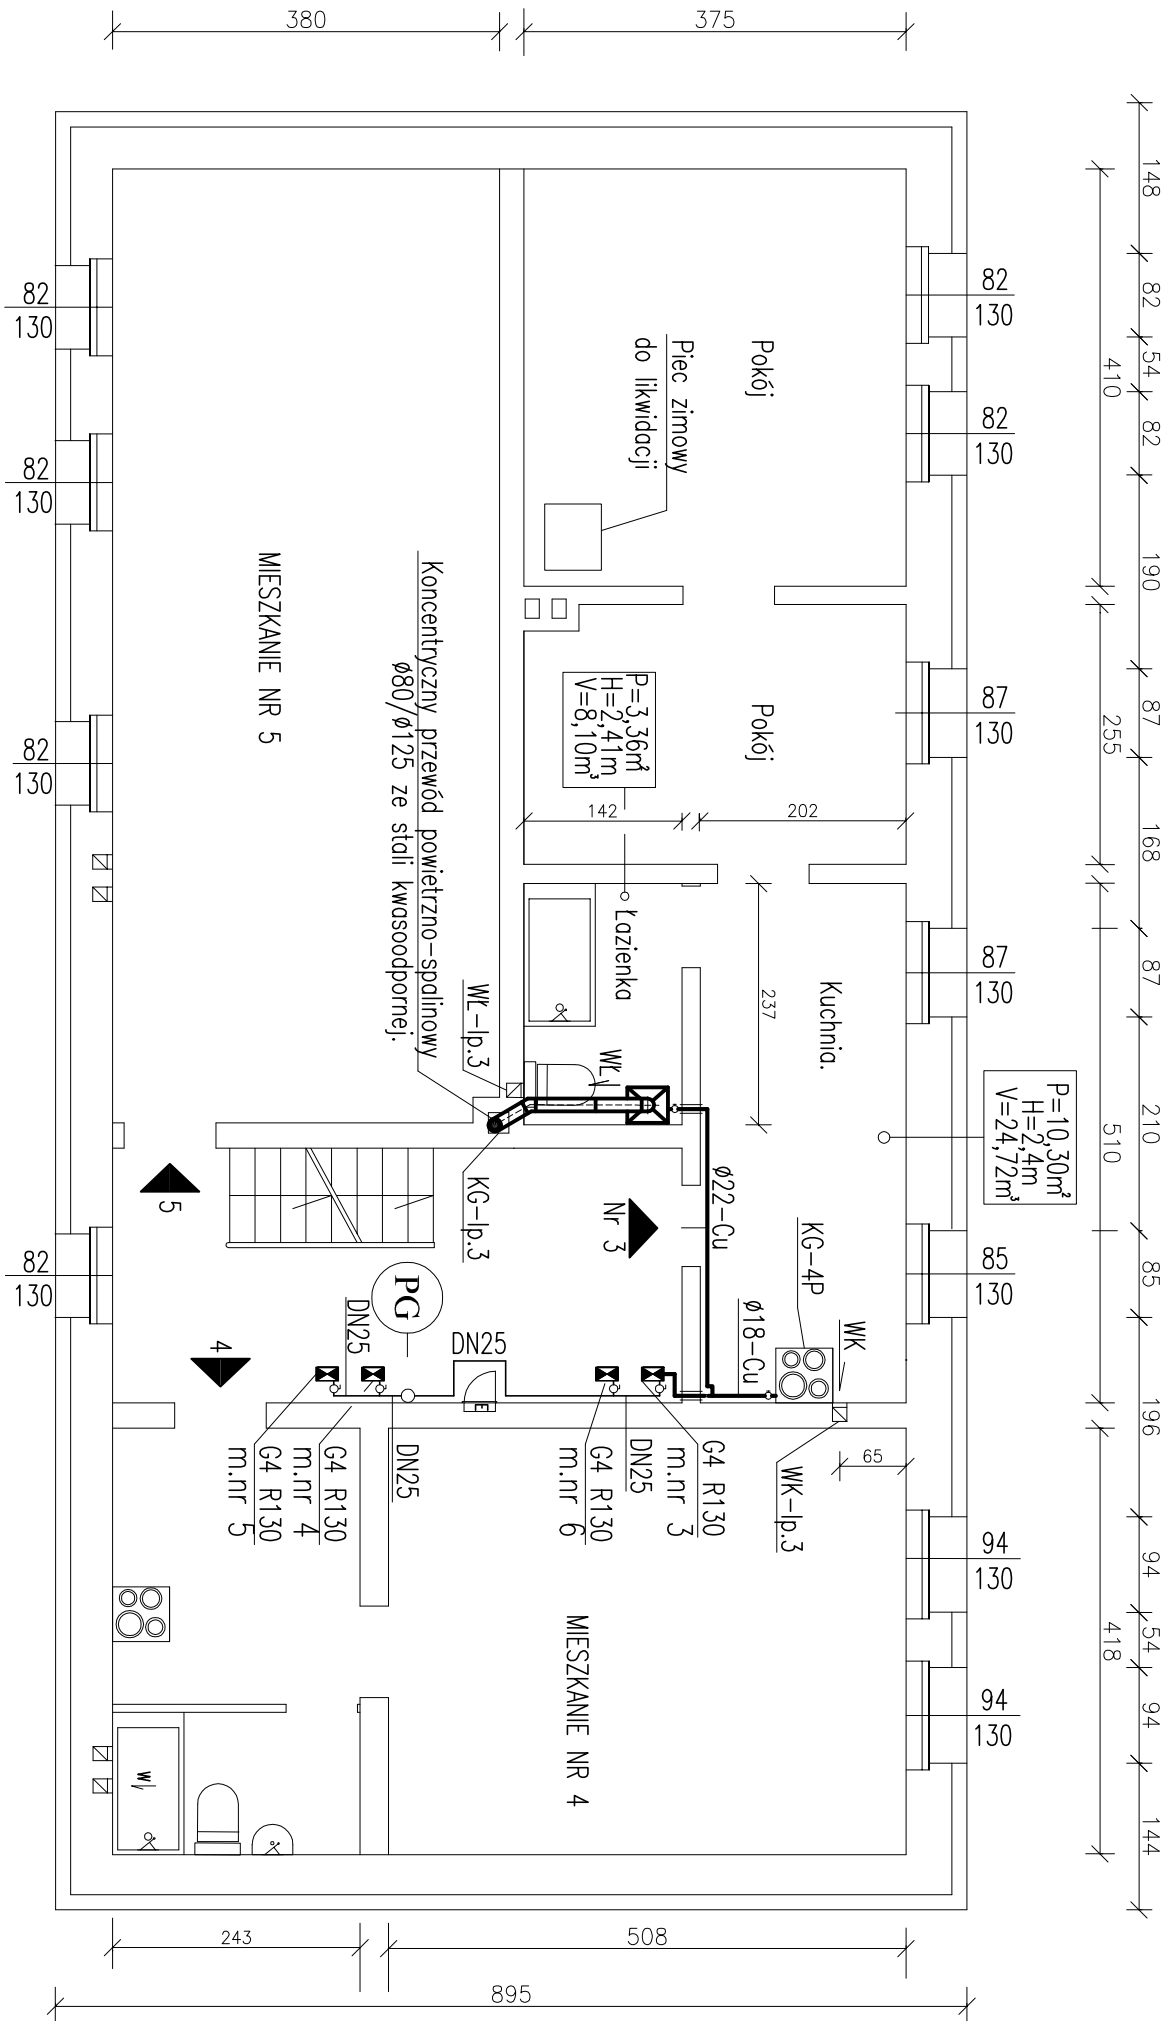 148
82
54
82
190
87
168
87
210
85
196
94
54
94
144
410
255
510
418
82
130
82
130
87
130
87
130
85
130
94
130
94
130
P=10,30m²
H=2,4m
V=24,72m³
375
380
Pokój
Piec zimowy
do likwidacji
Pokój
P=3,36m²
H=2,41m
V=8,10m³
142
202
Kuchnia.
237
Łazienka
WŁ
WŁ-Ip.3
KG-Ip.3
Koncentryczny przewód powietrzno-spalinowy
ø80/ø125 ze stali kwasoodpornej.
MIESZKANIE NR 5
ø22-Cu
Nr 3
KG-4P
WK
ø18-Cu
WK-Ip.3
65
PG
DN25
DN25
E
DN25
DN25
5
4
G4 R130
m.nr 3
G4 R130
m.nr 6
G4 R130
m.nr 4
G4 R130
m.nr 5
MIESZKANIE NR 4
82
130
82
130
82
130
82
130
243
508
895